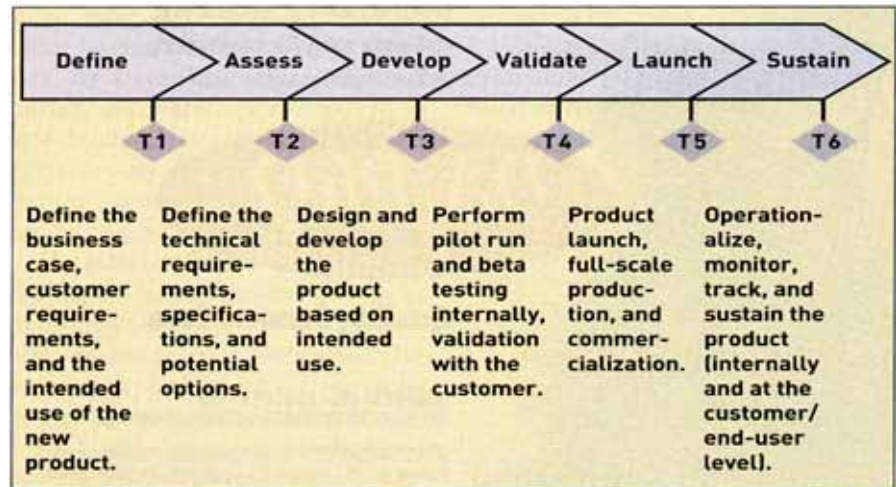 Define Assess Develop Validate Launch Sustain
T1 T2 T3 T4 T5 T6
Define the
business
case,
customer
require-
ments,
and the
intended
use of the
new
product.
Define the
technical
require-
ments,
specifica-
tions, and
potential
options.
Design and
develop
the
product
based on
intended
use.
Perform
pilot run
and beta
testing
internally,
validation
with the
customer.
Product
launch,
full-scale
produc-
tion, and
commer-
cialization.
Operation-
alize,
monitor,
track, and
sustain the
product
(internally
and at the
customer/
end-user
level).